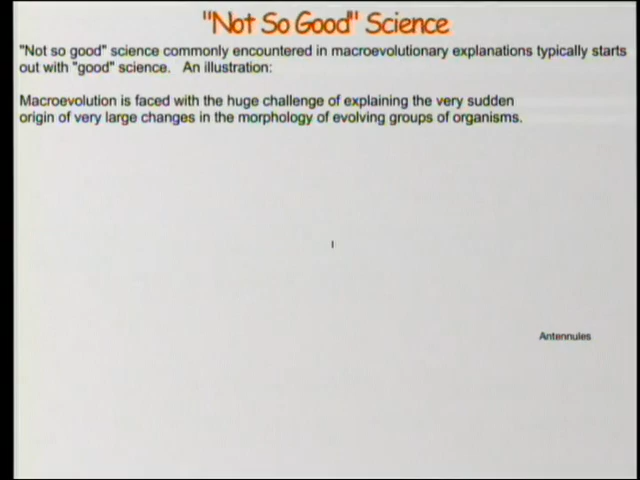 "Not So Good" Science
"Not so good" science commonly encountered in macroevolutionary explanations typically starts
out with "good" science. An illustration:
Macroevolution is faced with the huge challenge of explaining the very sudden
origin of very large changes in the morphology of evolving groups of organisms.
Antennules